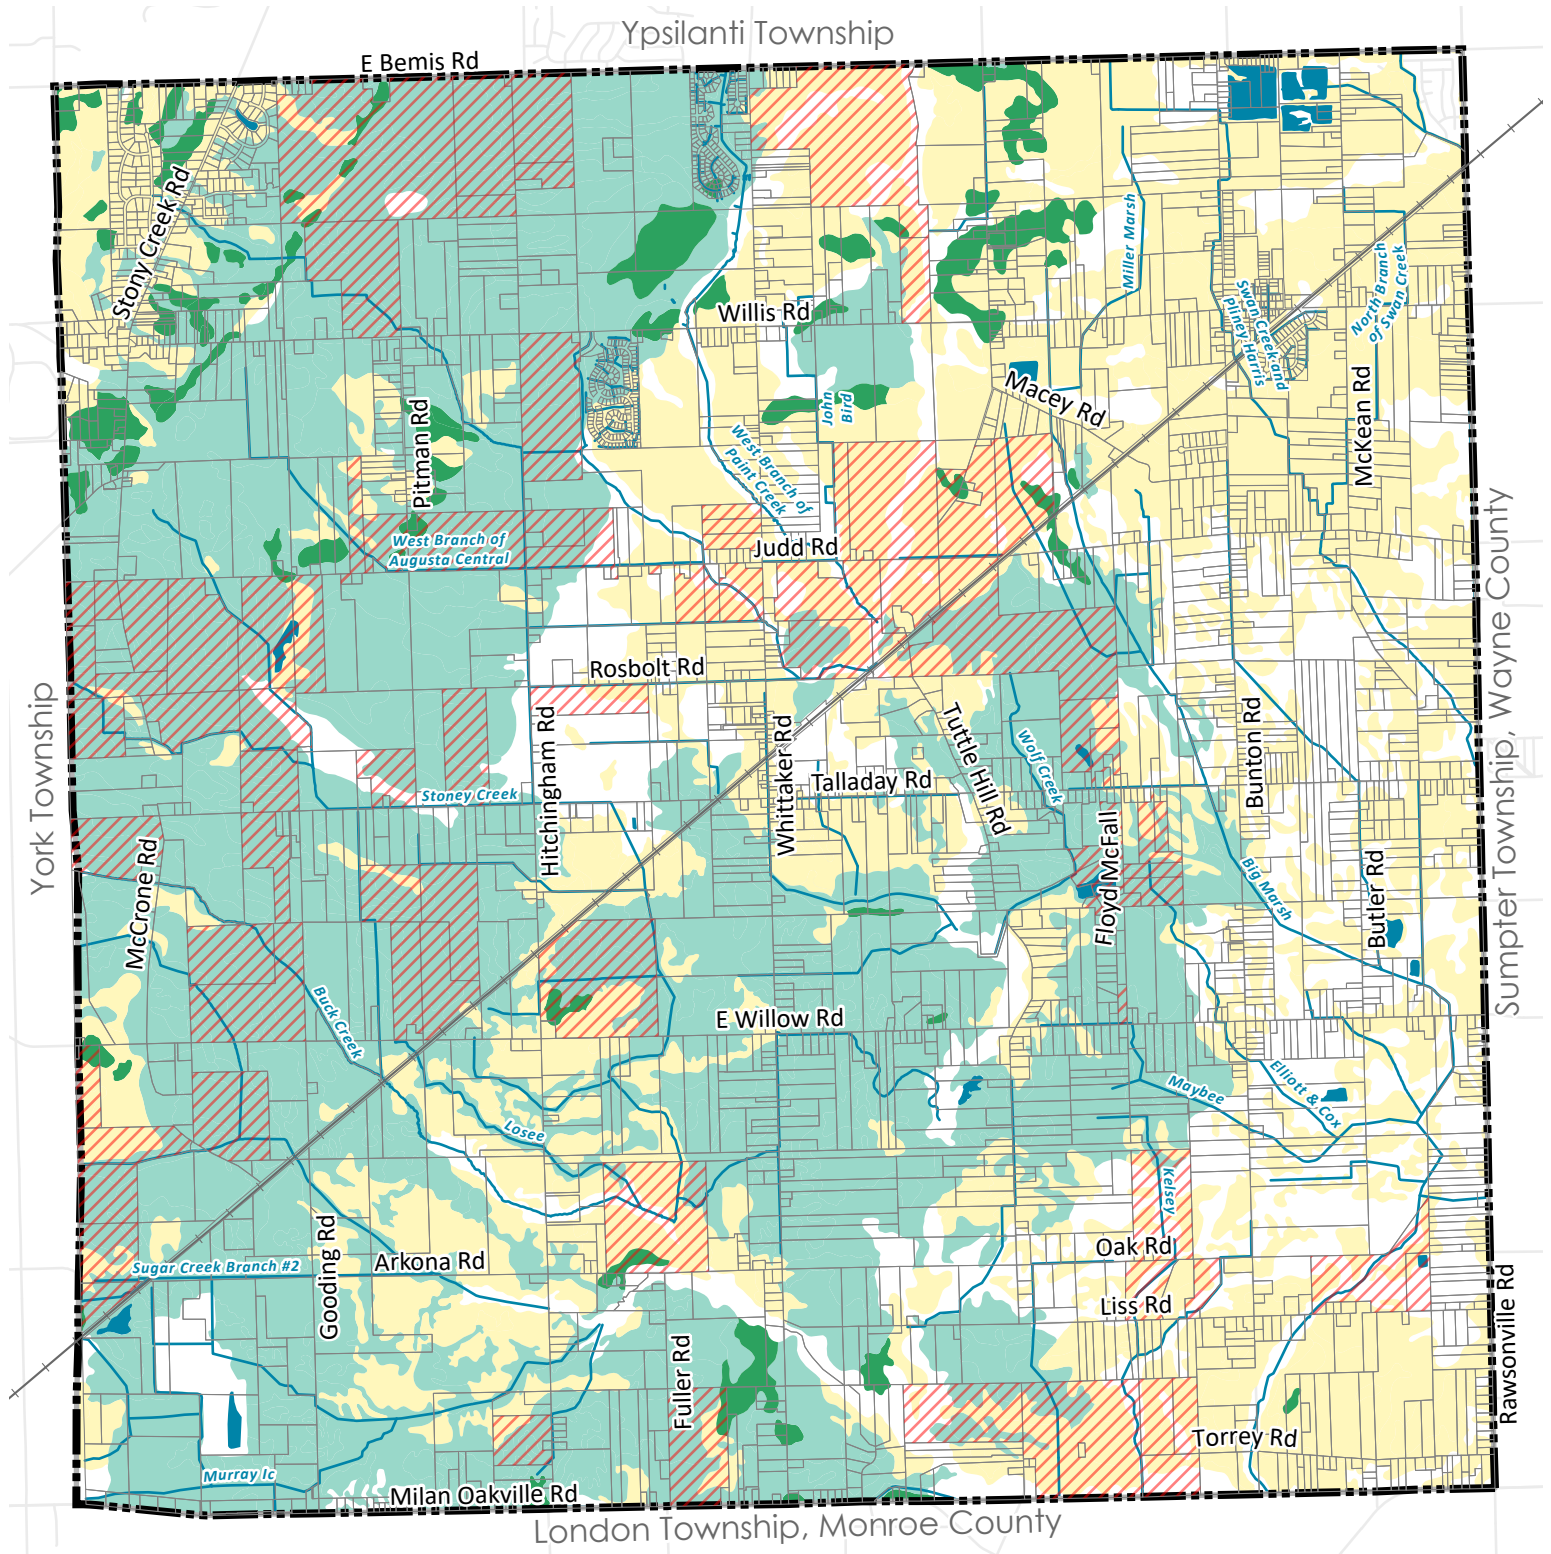 Ypsilanti Township
E Bemis Rd
Stony Creek Rd
Miller Marsh
North Branch
of Swan Creek
Swan Creek and
Pliney Harris
Willis Rd
Macey Rd
John
Bird
McKean Rd
Pitman Rd
West Branch of
Paint Creek
West Branch of
Augusta Central
Judd Rd
Sumpter Township, Wayne County
York Township
Rosbolt Rd
Hitchingham Rd
Whittaker Rd
Tuttle Hill Rd
Wolf Creek
Bunton Rd
Talladay Rd
Stoney Creek
McCrone Rd
Floyd McFall
Big Marsh
Butler Rd
Buck Creek
E Willow Rd
Maybee
Elliott & Cox
Losee
Kelsey
Gooding Rd
Arkona Rd
Sugar Creek Branch #2
Oak Rd
Liss Rd
Rawsonville Rd
Fuller Rd
Torrey Rd
Murray Ic
Milan Oakville Rd
London Township, Monroe County